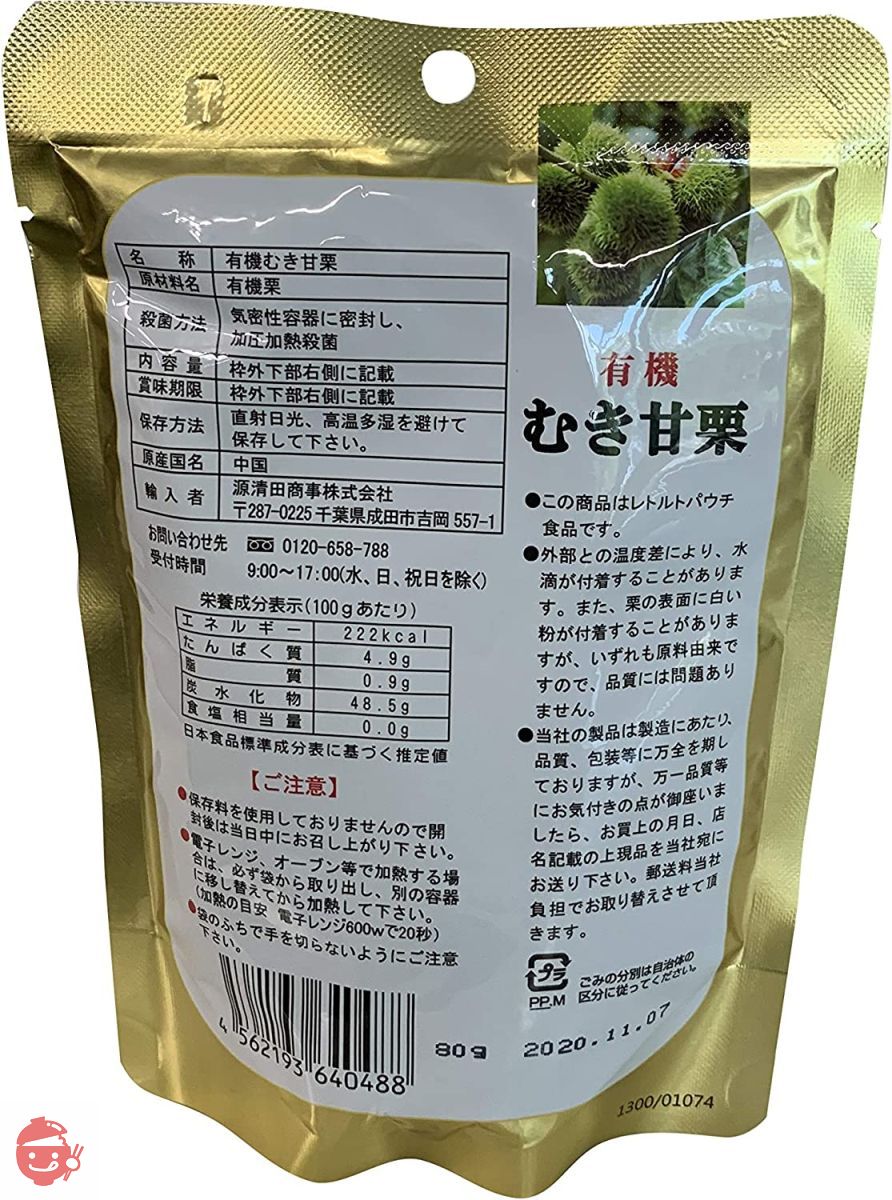 名称 有機むき甘栗
原材料名 有機栗
殺菌方法 気密性容器に密封し、
加圧加熱殺菌
内容量 枠外下部右側に記載
賞味期限 枠外下部右側に記載
保存方法 直射日光、高温多湿を避けて
保存して下さい。
原産国名 中国
輸入者 源清田商事株式会社
〒287-0225 千葉県成田市吉岡 557-1
お問い合わせ先 0120-658-788
受付時間 9:00〜17:00(水、日、祝日を除く)
栄養成分表示(100gあたり)
エネルギー 222kcal
たんぱく質 4.9g
脂質 0.9g
炭水化物 48.5g
食塩相当量 0.0g
日本食品標準成分表に基づく推定値
【ご注意】
●保存料を使用しておりませんので開
封後は当日中にお召し上がり下さい。
●電子レンジ、オーブン等で加熱する場
合は、必ず袋から取り出し、別の容器
に移し替えてから加熱して下さい。
(加熱の目安 電子レンジ600wで20秒)
●袋のふちで手を切らないようにご注意
下さい。
4 562193 640488
80g
有機
むき甘栗
●この商品はレトルトパウチ
食品です。
●外部との温度差により、水
滴が付着することがありま
す。また、栗の表面に白い
粉が付着することがありま
すが、いずれも原料由来で
すので、品質には問題あり
ません。
●当社の製品は製造にあたり、
品質、包装等に万全を期し
ておりますが、万一品質等
にお気付きの点が御座いま
したら、お買上の月日、店
名記載の上現品を当社宛に
お送り下さい。郵送料当社
負担でお取り替えさせて頂
きます。
プラ
PP,M
ごみの分別は自治体の
区分に従ってください。
2020.11.07
1300/01074